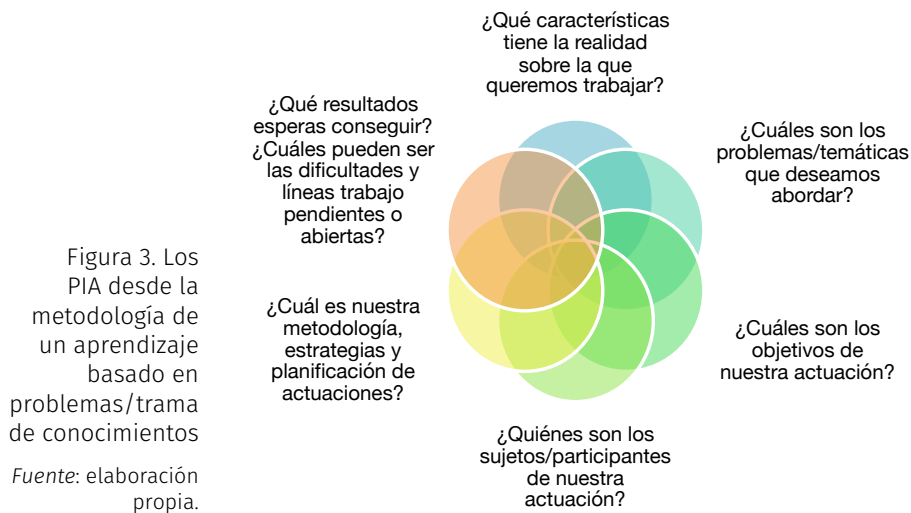 ¿Qué características
tiene la realidad
sobre la que
queremos trabajar?
¿Cuáles son los
problemas/temáticas
que deseamos
abordar?
¿Cuáles son los
objetivos de
nuestra actuación?
¿Quiénes son los
sujetos/participantes
de nuestra
actuación?
¿Cuál es nuestra
metodología,
estrategias y
planificación de
actuaciones?
¿Qué resultados
esperas conseguir?
¿Cuáles pueden ser
las dificultades y
líneas trabajo
pendientes o
abiertas?
Figura 3. Los
PIA desde la
metodología de
un aprendizaje
basado en
problemas/trama
de conocimientos
Fuente: elaboración
propia.